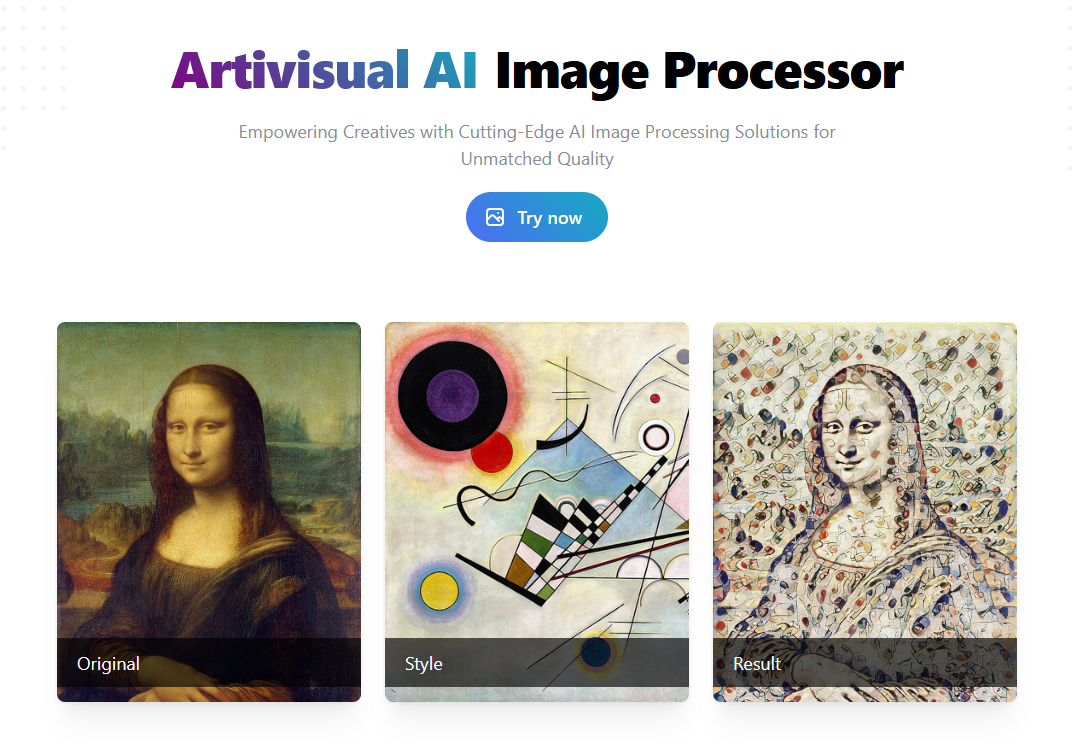 Artivisual AI Image Processor
Empowering Creatives with Cutting-Edge AI Image Processing Solutions for
Unmatched Quality
Try now
Original
Style
Result